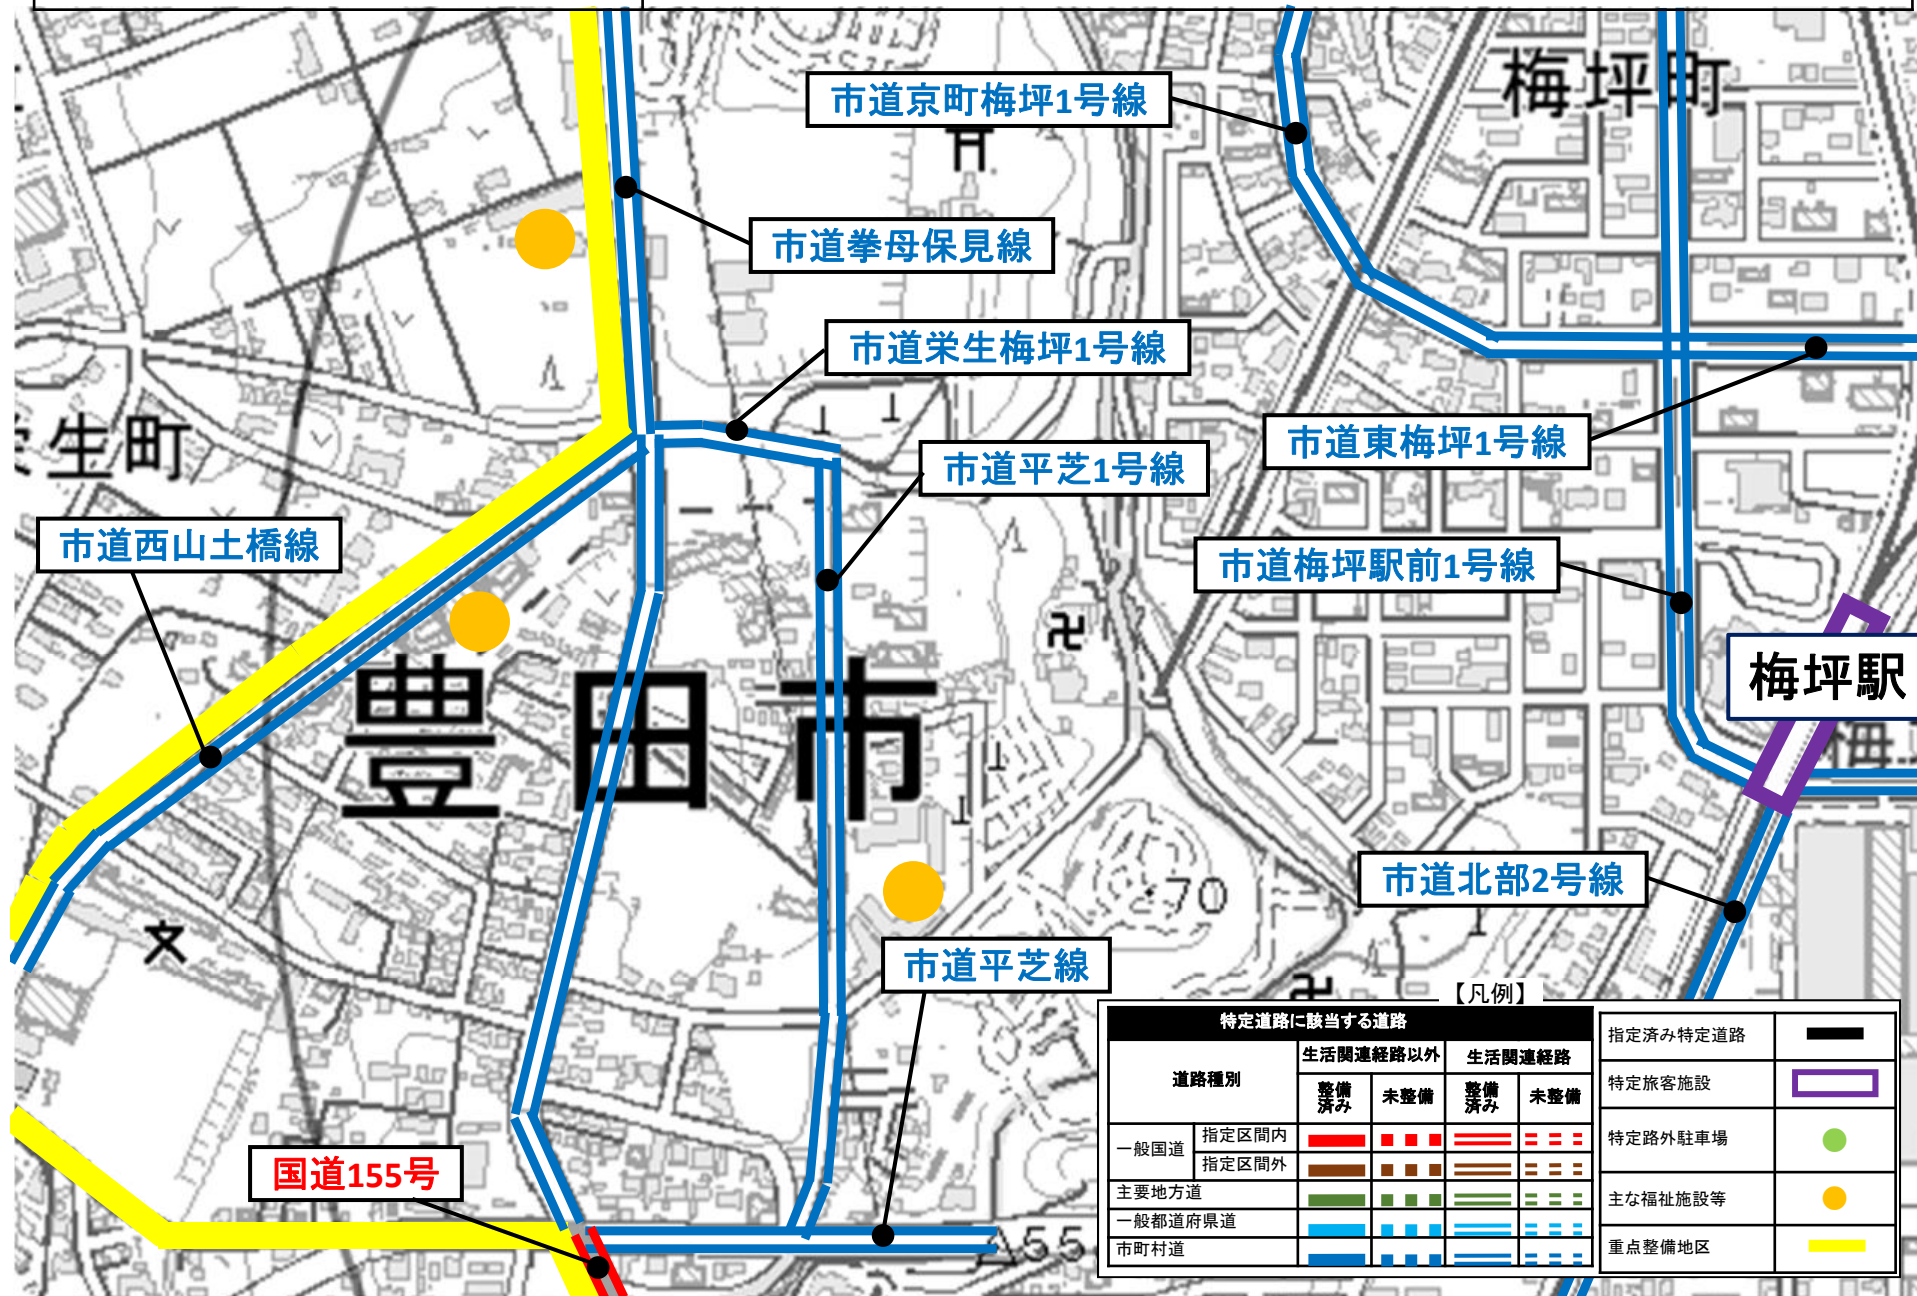 梅坪町
市道京町梅坪1号線
市道挙母保見線
市道栄生梅坪1号線
市道東梅坪1号線
生町
市道平芝1号線
市道西山土橋線
市道梅坪駅前1号線
梅坪駅
豊田市
梅
市道北部2号線
70
文
市道平芝線
国道155号
55
【凡例】
特定道路に該当する道路
道路種別
生活関連経路以外
生活関連経路
整備済み
未整備
整備済み
未整備
一般国道
指定区間内
指定区間外
主要地方道
一般都道府県道
市町村道
指定済み特定道路
特定旅客施設
特定路外駐車場
主な福祉施設等
重点整備地区